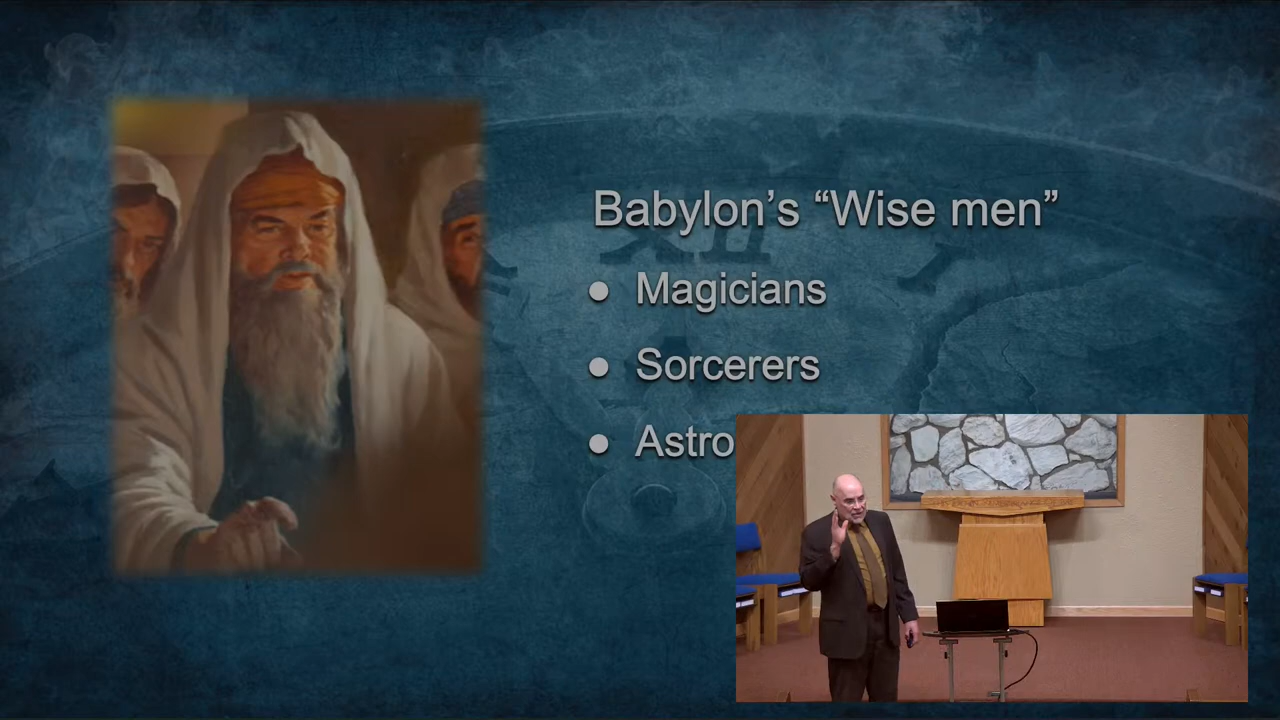 Babylon’s “Wise men”
● Magicians
● Sorcerers
● Astro